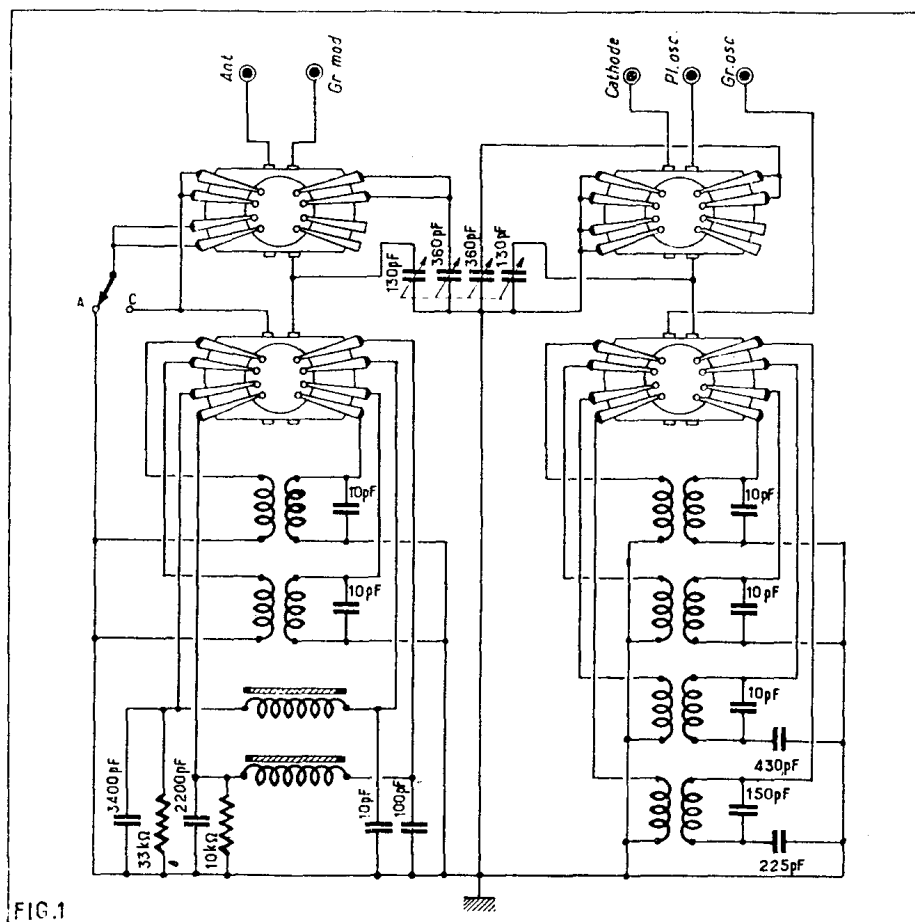 Ant
Gr mod
Cathode
Pl. osc.
Gr. osc
130pF
360pF
360pF
130pF
A
C
10pF
10pF
10pF
10pF
10pF
430pF
3400pF
33kΩ
2200pF
10kΩ
10pF
100pF
150pF
225pF
FIG.1